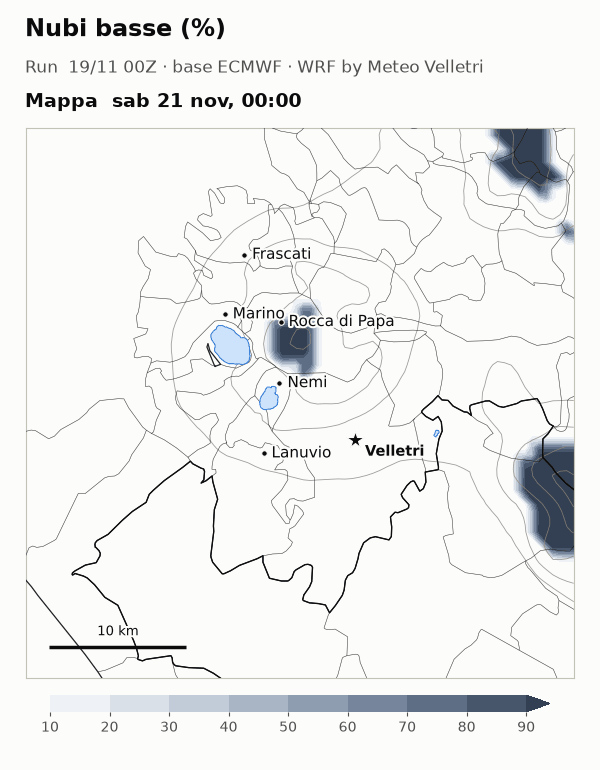 Nubi basse (%)
Run  19/11 00Z · base ECMWF · WRF by Meteo Velletri
Mappa  sab 21 nov, 00:00
Frascati
Marino
Rocca di Papa
Nemi
Velletri
Lanuvio
10 km
10 20 30 40 50 60 70 80 90